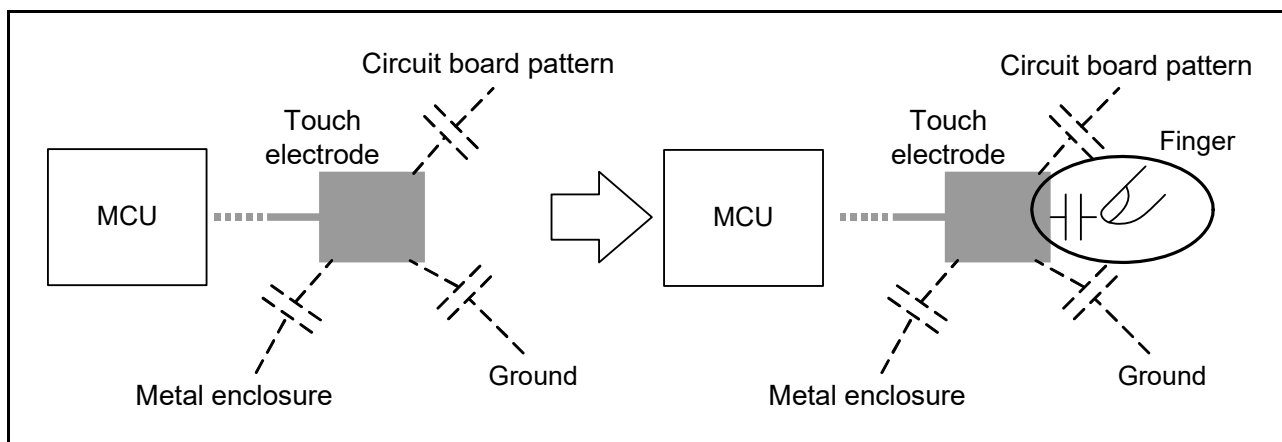 Circuit board pattern
Touch
electrode
MCU
Metal enclosure
Ground
Circuit board pattern
Touch
electrode
Finger
MCU
Metal enclosure
Ground